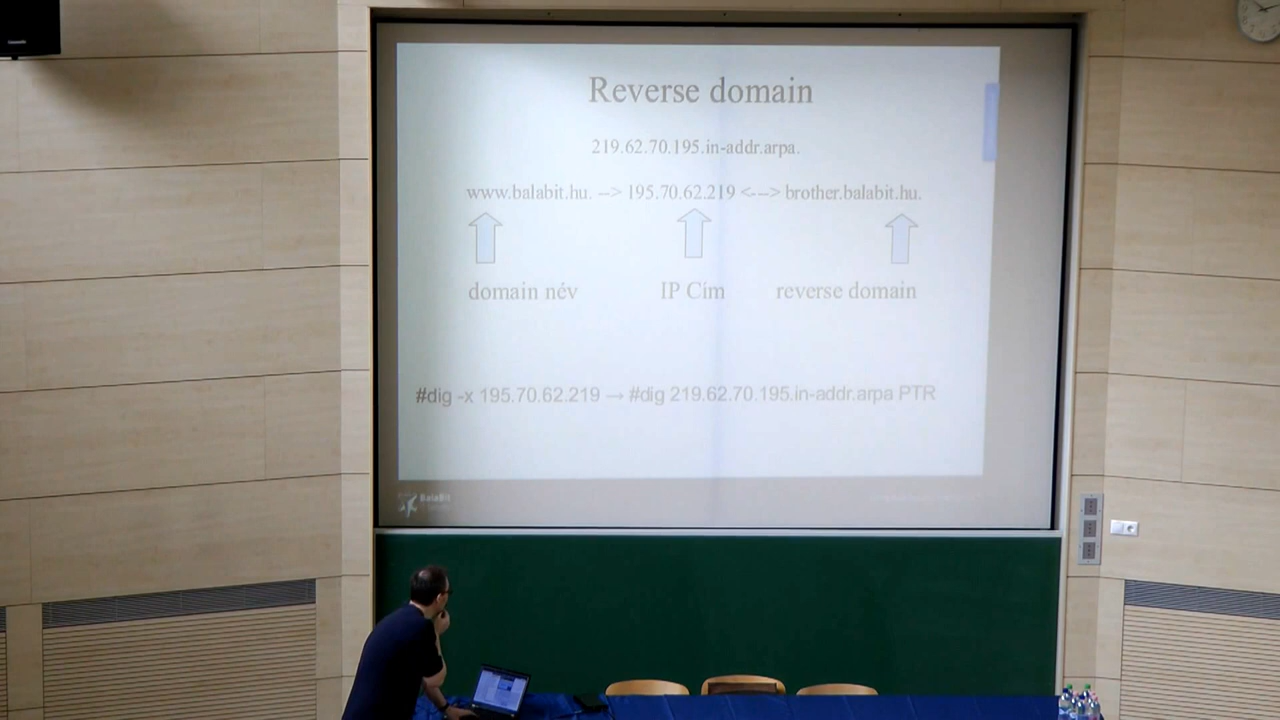 Reverse domain
219.62.70.195.in-addr.arpa.
www.balabit.hu. --> 195.70.62.219 <---> brother.balabit.hu.
domain név IP Cím reverse domain
#dig -x 195.70.62.219 → #dig 219.62.70.195.in-addr.arpa PTR
BalaBit